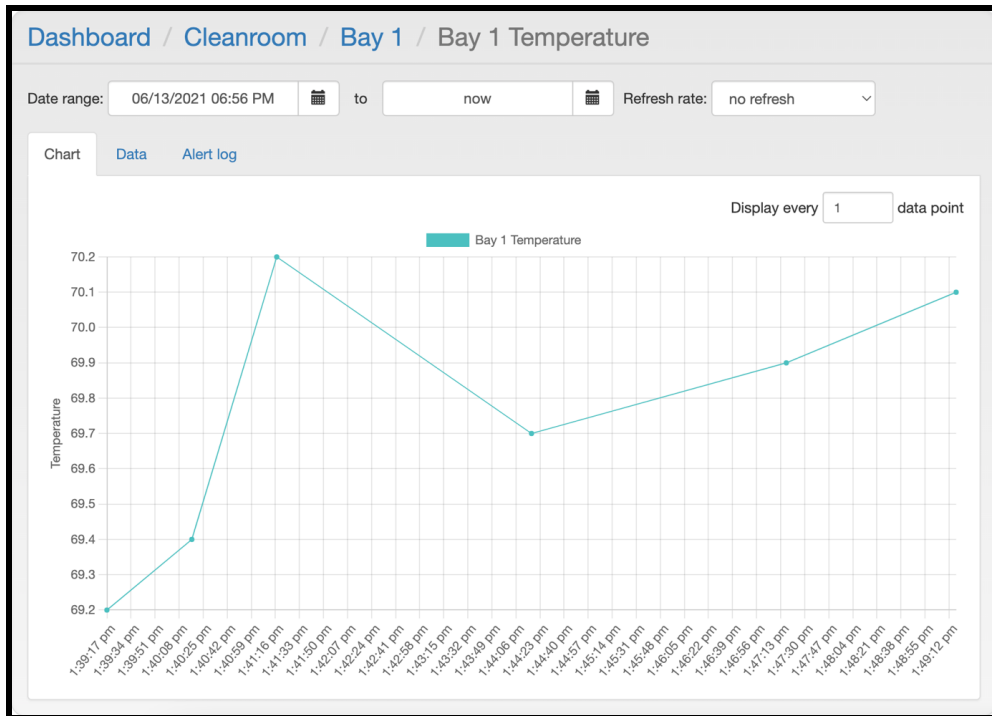 Dashboard / Cleanroom / Bay 1 / Bay 1 Temperature
Date range: 06/13/2021 06:56 PM to now Refresh rate: no refresh
Chart Data Alert log
Display every 1 data point
Bay 1 Temperature
70.2
70.1
70.0
69.9
69.8
69.7
69.6
69.5
69.4
69.3
69.2
Temperature
1:39:17 pm
1:39:34 pm
1:39:51 pm
1:40:08 pm
1:40:25 pm
1:40:42 pm
1:40:59 pm
1:41:16 pm
1:41:33 pm
1:41:50 pm
1:42:07 pm
1:42:24 pm
1:42:41 pm
1:42:58 pm
1:43:15 pm
1:43:32 pm
1:43:49 pm
1:44:06 pm
1:44:23 pm
1:44:40 pm
1:44:57 pm
1:45:14 pm
1:45:31 pm
1:45:48 pm
1:46:05 pm
1:46:22 pm
1:46:39 pm
1:46:56 pm
1:47:13 pm
1:47:30 pm
1:47:47 pm
1:48:04 pm
1:48:21 pm
1:48:38 pm
1:48:55 pm
1:49:12 pm